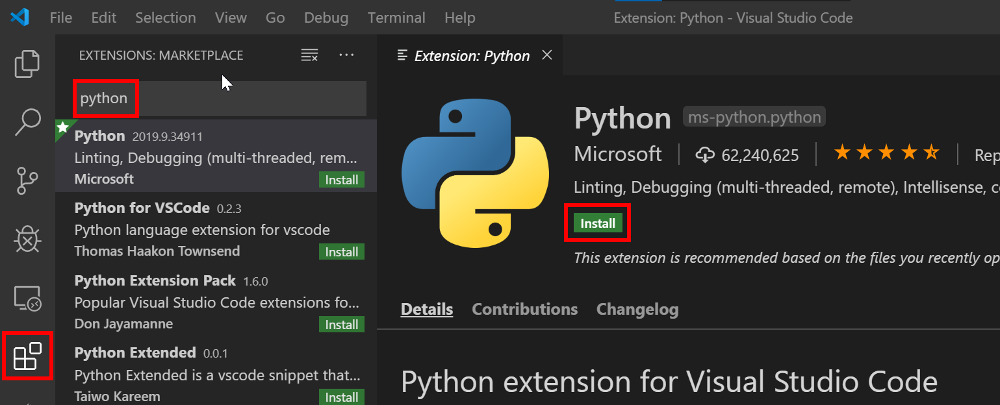 File Edit Selection View Go Debug Terminal Help Extension: Python - Visual Studio Code
EXTENSIONS: MARKETPLACE
python
Python 2019.9.34911
Linting, Debugging (multi-threaded, rem...
Microsoft Install
Python for VSCode 0.2.3
Python language extension for vscode
Thomas Haakon Townsend Install
Python Extension Pack 1.6.0
Popular Visual Studio Code extensions fo...
Don Jayamanne Install
Python Extended 0.0.1
Python Extended is a vscode snippet that...
Taiwo Kareem Install
Extension: Python
Python ms-python.python
Microsoft 62,240,625 Rep
Linting, Debugging (multi-threaded, remote), Intellisense, c
Install
This extension is recommended based on the files you recently op
Details Contributions Changelog
Python extension for Visual Studio Code